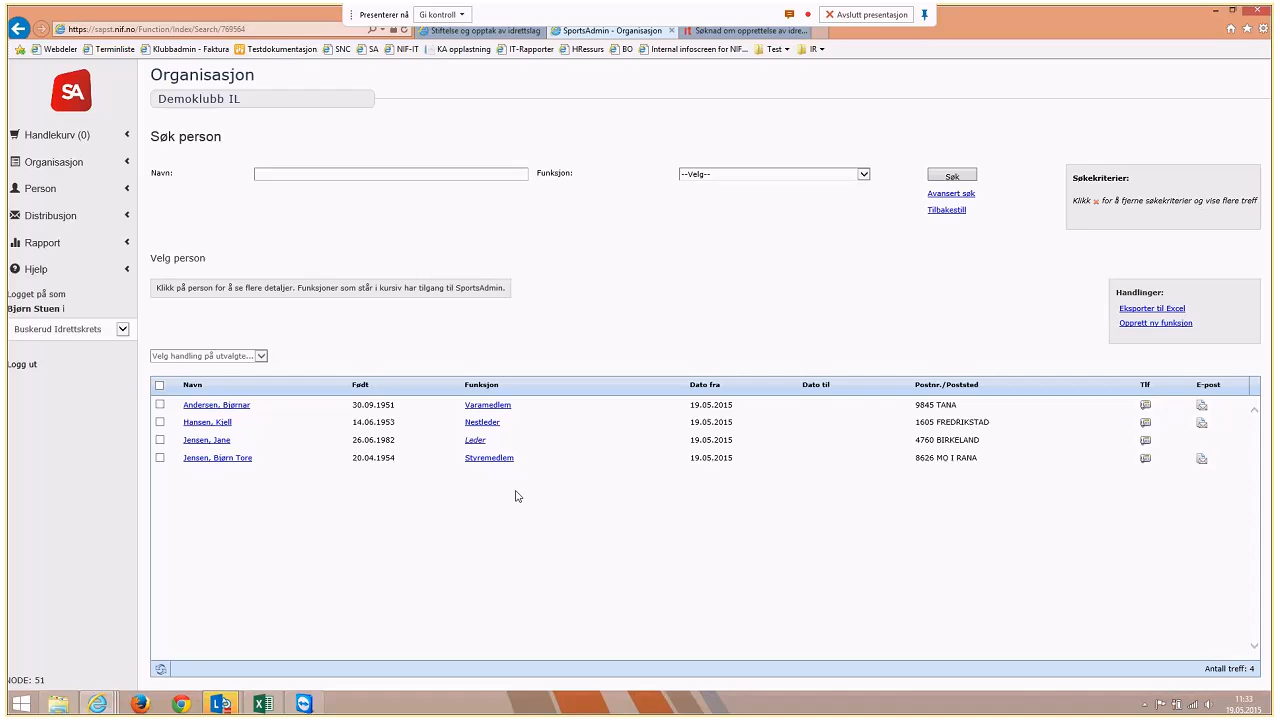 Presenterer nå Gi kontroll Avslutt presentasjon
https://sapst.nif.no/Function/Index/Search/769564 Stiftelse og opptak av idrettslag SportsAdmin - Organisasjon Søknad om opprettelse av idre...
Webdeler Terminliste Klubbadmin - Faktura Testdokumentasjon SNC SA NIF-IT KA opplastning IT-Rapporter HRessurs BO Internal infoscreen for NIF... Test IR
SA
Organisasjon
Demoklubb IL
Handlekurv (0)
Organisasjon
Person
Distribusjon
Rapport
Hjelp
Logget på som
Bjørn Stuen i
Buskerud Idrettskrets
Logg ut
NODE: 51
Søk person
Navn: Funksjon: --Velg-- Søk
Avansert søk
Tilbakestill
Søkekriterier:
Klikk x for å fjerne søkekriterier og vise flere treff
Velg person
Klikk på person for å se flere detaljer. Funksjoner som står i kursiv har tilgang til SportsAdmin.
Handlinger:
Eksporter til Excel
Opprett ny funksjon
Velg handling på utvalgte...
Navn Født Funksjon Dato fra Dato til Postnr./Poststed Tlf E-post
Andersen, Bjørnar 30.09.1951 Varamedlem 19.05.2015 9845 TANA
Hansen, Kjell 14.06.1953 Nestleder 19.05.2015 1605 FREDRIKSTAD
Jensen, Jane 26.06.1982 Leder 19.05.2015 4760 BIRKELAND
Jensen, Bjørn Tore 20.04.1954 Styremedlem 19.05.2015 8626 MO I RANA
Antall treff: 4
11:33
19.05.2015